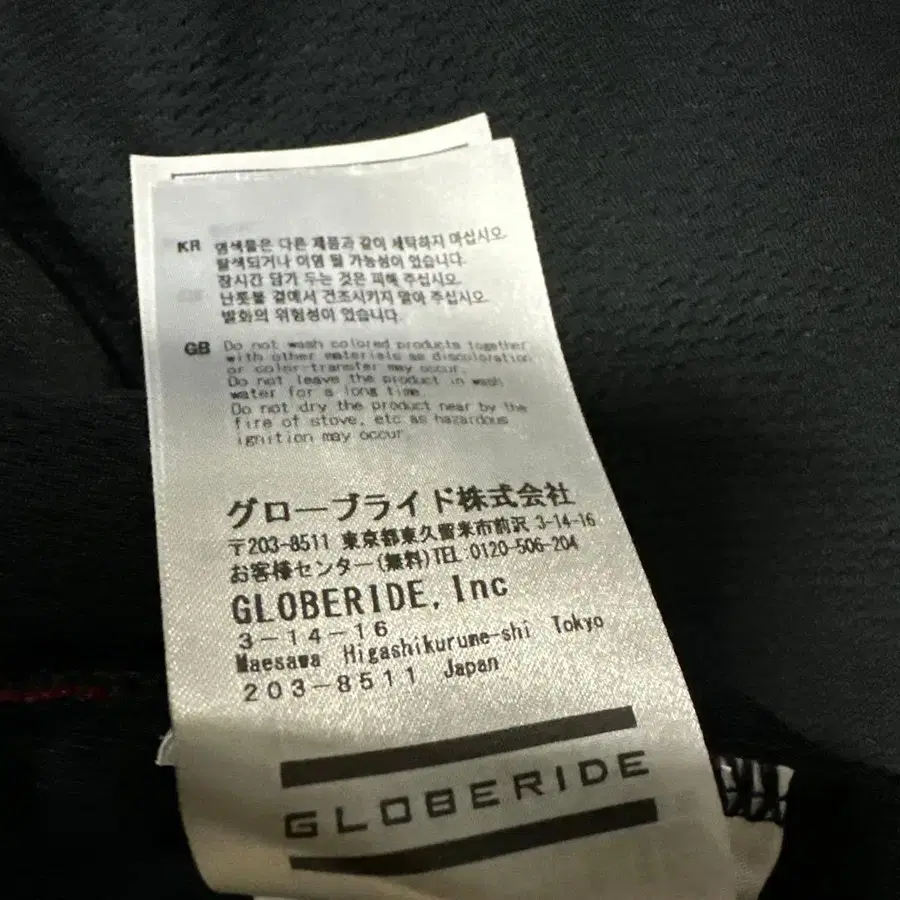 KR 염색물은 다른 제품과 같이 세탁하지 마십시오.
탈색되거나 이염 될 가능성이 있습니다.
장시간 담가 두는 것은 피해 주십시오.
난롯불 곁에서 건조시키지 말아 주십시오.
발화의 위험성이 있습니다.
GB Do not wash colored products together
with other materials as discoloration
or color-transfer may occur.
Do not leave the product in wash
water for a long time.
Do not dry the product near by the
fire of stove, etc as hazardous
ignition may occur.
グローブライド株式会社
〒203-8511 東京都東久留米市前沢 3-14-16
お客様センター(無料)TEL:0120-506-204
GLOBERIDE, Inc
3-14-16
Maesawa Higashikurume-shi Tokyo
203-8511 Japan
GLOBERIDE